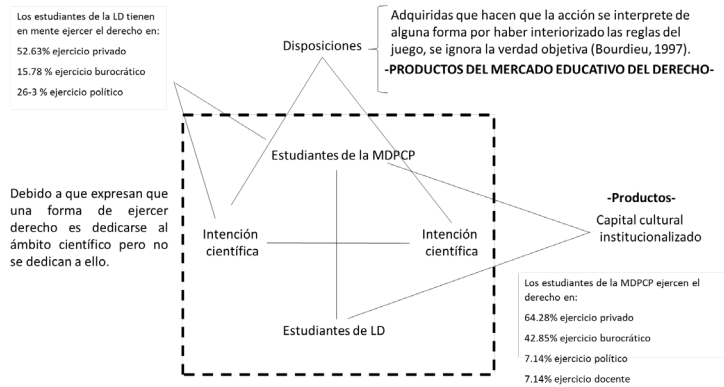 Los estudiantes de la LD tienen
en mente ejercer el derecho en:
52.63% ejercicio privado
15.78 % ejercicio burocrático
26-3 % ejercicio político
Disposiciones
Adquiridas que hacen que la acción se interprete de
alguna forma por haber interiorizado las reglas del
juego, se ignora la verdad objetiva (Bourdieu, 1997).
-PRODUCTOS DEL MERCADO EDUCATIVO DEL DERECHO-
Estudiantes de la MDPCP
Debido a que expresan que
una forma de ejercer
derecho es dedicarse al
ámbito científico pero no
se dedican a ello.
Intención
científica
Intención
científica
Estudiantes de LD
-Productos-
Capital cultural
institucionalizado
Los estudiantes de la MDPCP ejercen el
derecho en:
64.28% ejercicio privado
42.85% ejercicio burocrático
7.14% ejercicio político
7.14% ejercicio docente